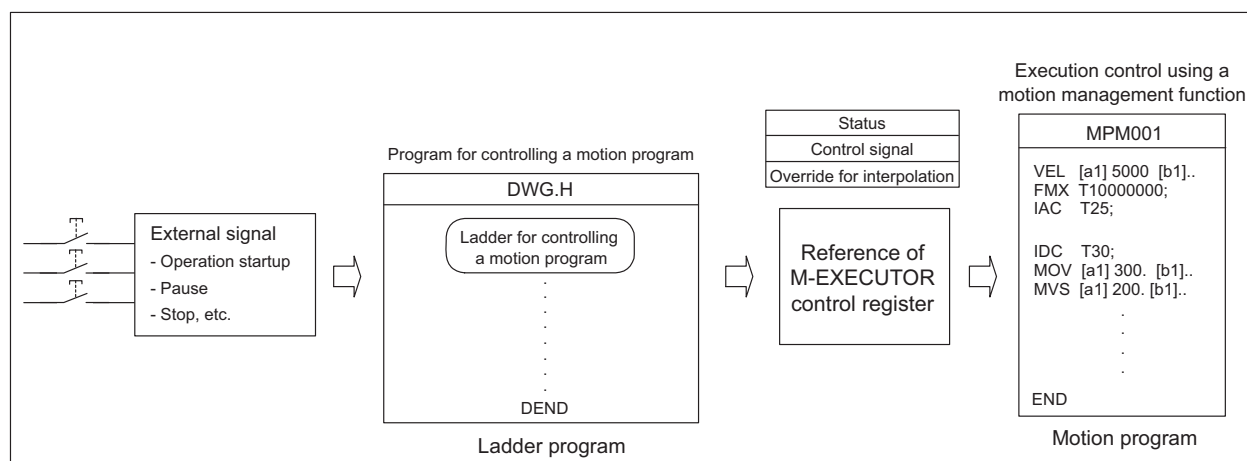 External signal
- Operation startup
- Pause
- Stop, etc.
Program for controlling a motion program
DWG.H
Ladder for controlling
a motion program
.
.
.
.
.
.
.
.
DEND
Ladder program
Status
Control signal
Override for interpolation
Reference of
M-EXECUTOR
control register
Execution control using a
motion management function
MPM001
VEL [a1] 5000 [b1]..
FMX T10000000;
IAC T25;
IDC T30;
MOV [a1] 300. [b1]..
MVS [a1] 200. [b1]..
.
.
.
.
END
Motion program